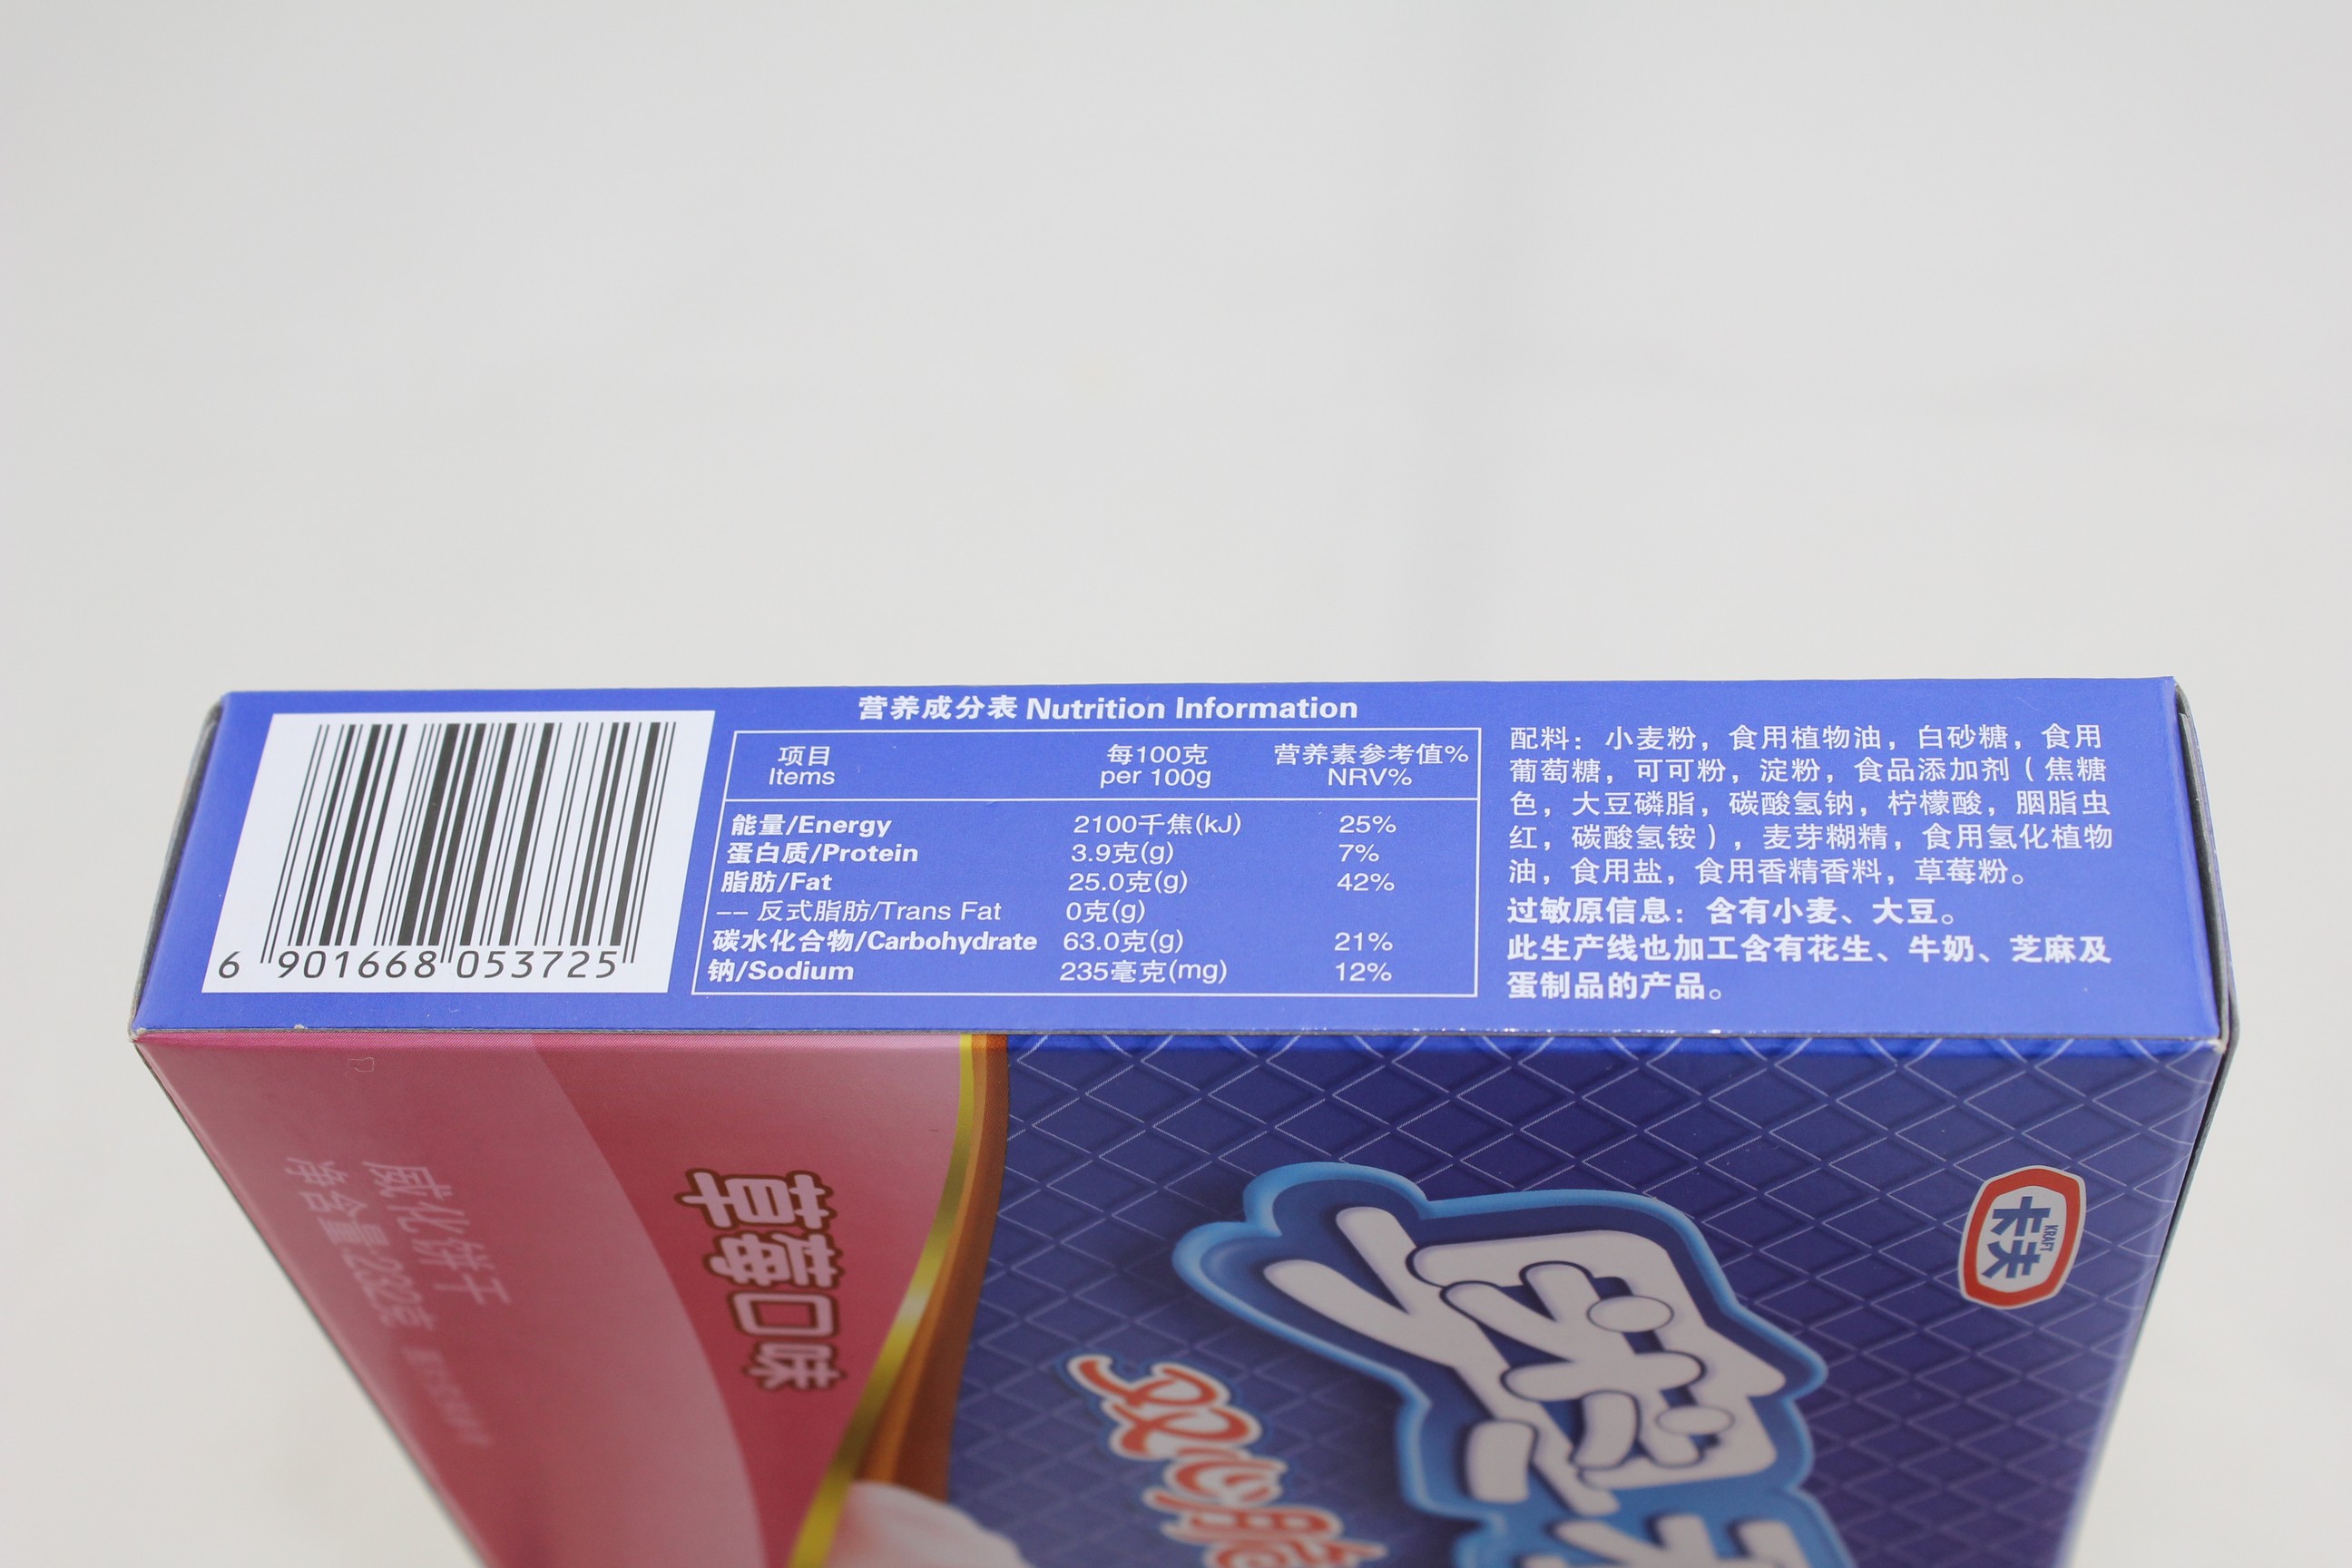 营养成分表 Nutrition Information
项目 每100克 营养素参考值%
Items per 100g NRV%
能量/Energy 2100千焦(kJ) 25%
蛋白质/Protein 3.9克(g) 7%
脂肪/Fat 25.0克(g) 42%
-- 反式脂肪/Trans Fat 0克(g)
碳水化合物/Carbohydrate 63.0克(g) 21%
钠/Sodium 235毫克(mg) 12%
6 901668 053725
配料：小麦粉，食用植物油，白砂糖，食用
葡萄糖，可可粉，淀粉，食品添加剂（焦糖
色，大豆磷脂，碳酸氢钠，柠檬酸，胭脂虫
红，碳酸氢铵），麦芽糊精，食用氢化植物
油，食用盐，食用香精香料，草莓粉。
过敏原信息：含有小麦、大豆。
此生产线也加工含有花生、牛奶、芝麻及
蛋制品的产品。
卡夫
KRAFT
双心脆
草莓口味
威化饼干
净含量:232克